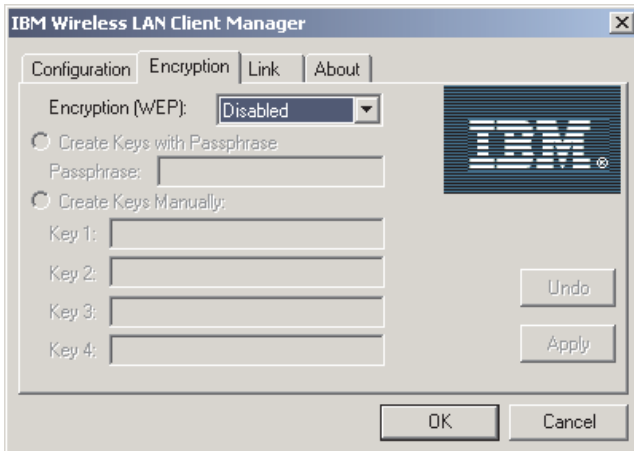 IBM Wireless LAN Client Manager
Configuration Encryption Link About
Encryption (WEP): Disabled
IBM®
Create Keys with Passphrase
Passphrase:
Create Keys Manually:
Key 1:
Key 2:
Key 3:
Key 4:
Undo
Apply
OK Cancel